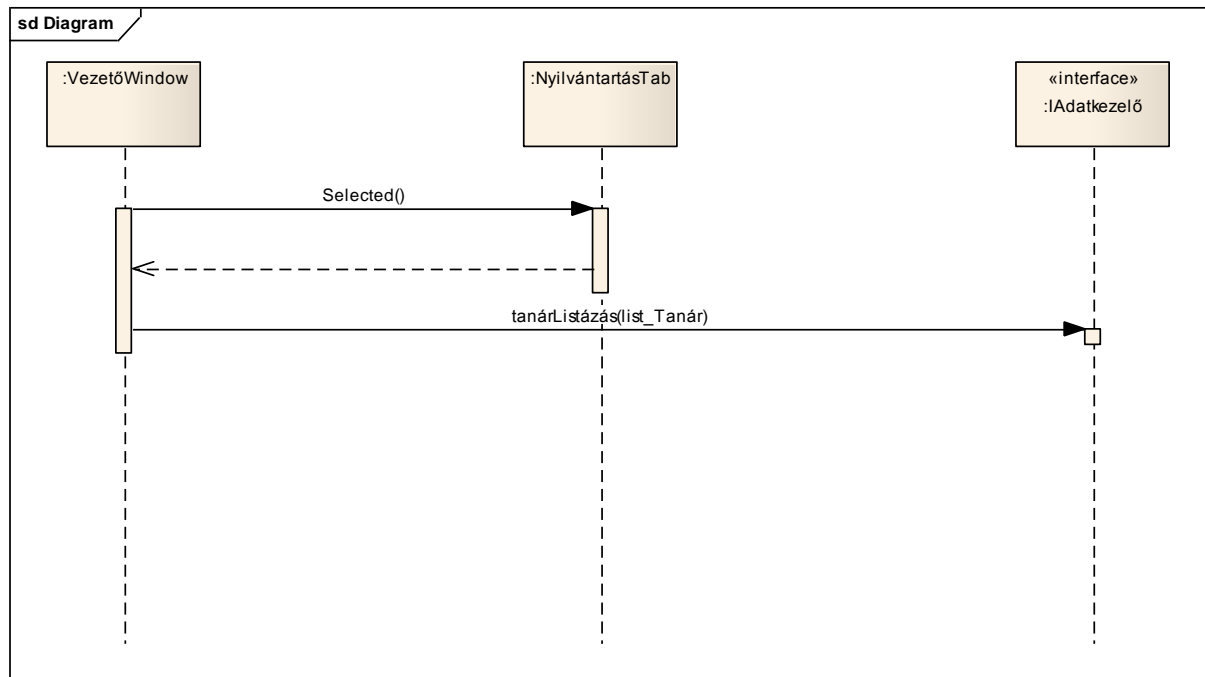 sd Diagram
:VezetőWindow
:NyilvántartásTab
«interface»
:IAdatkezelő
Selected()
tanárListázás(list_Tanár)